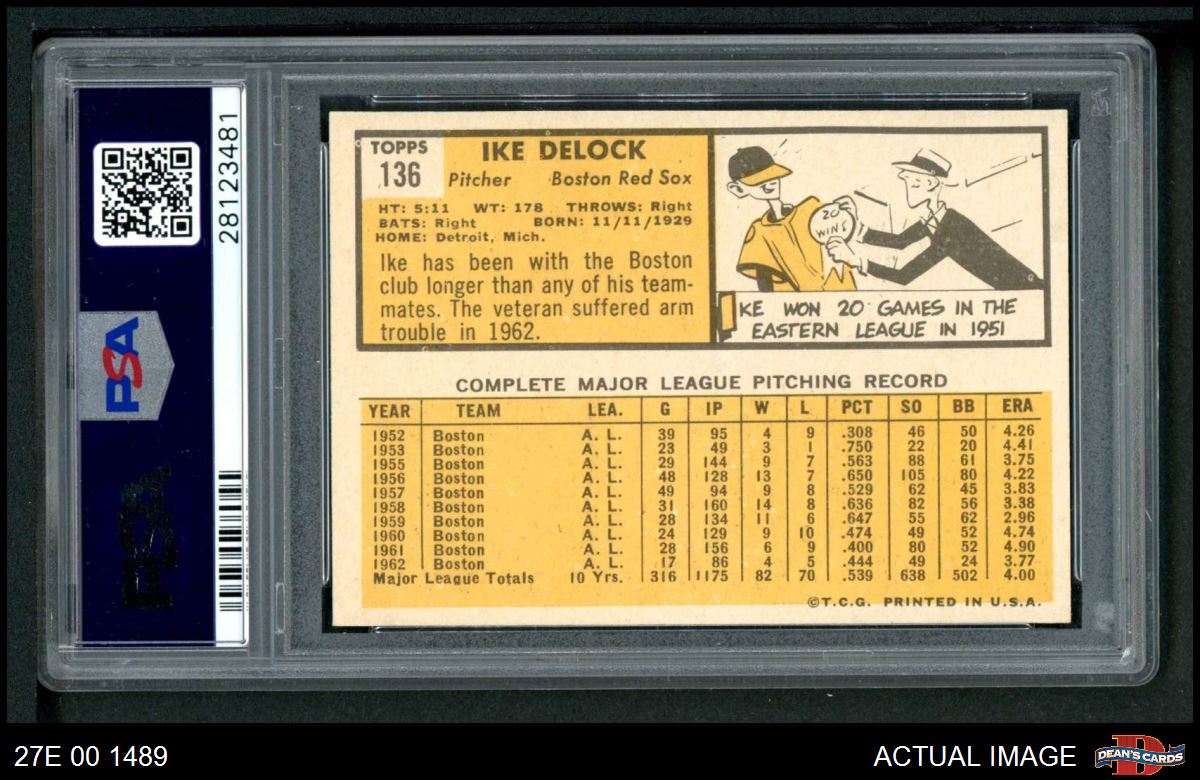 28123481
PSA
PSA
TOPPS
136
IKE DELOCK
Pitcher Boston Red Sox
HT: 5:11 WT: 178 THROWS: Right
BATS: Right BORN: 11/11/1929
HOME: Detroit, Mich.
Ike has been with the Boston
club longer than any of his team-
mates. The veteran suffered arm
trouble in 1962.
20
WINS
IKE WON 20 GAMES IN THE
EASTERN LEAGUE IN 1951
COMPLETE MAJOR LEAGUE PITCHING RECORD
YEAR TEAM LEA. G IP W L PCT SO BB ERA
1952 Boston A. L. 39 95 4 9 .308 46 50 4.26
1953 Boston A. L. 23 49 3 1 .750 22 20 4.41
1955 Boston A. L. 29 144 9 7 .563 88 61 3.75
1956 Boston A. L. 48 128 13 7 .650 105 80 4.22
1957 Boston A. L. 49 94 9 8 .529 62 45 3.83
1958 Boston A. L. 31 160 14 8 .636 82 56 3.38
1959 Boston A. L. 28 134 11 6 .647 55 62 2.96
1960 Boston A. L. 24 129 9 10 .474 49 52 4.74
1961 Boston A. L. 28 156 6 9 .400 80 52 4.90
1962 Boston A. L. 17 86 4 5 .444 49 24 3.77
Major League Totals 10 Yrs. 316 1175 82 70 .539 638 502 4.00
©T.C.G. PRINTED IN U.S.A.
27E 00 1489
ACTUAL IMAGE
D
DEAN'S CARDS